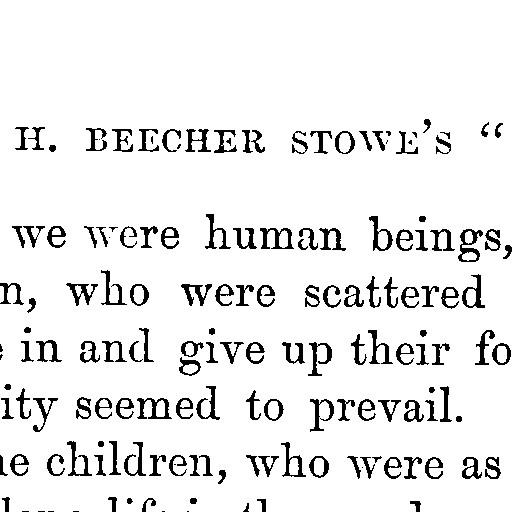 H. BEECHER STOWE'S "
we were human beings,
n, who were scattered
in and give up their fo
ity seemed to prevail.
ne children, who were as